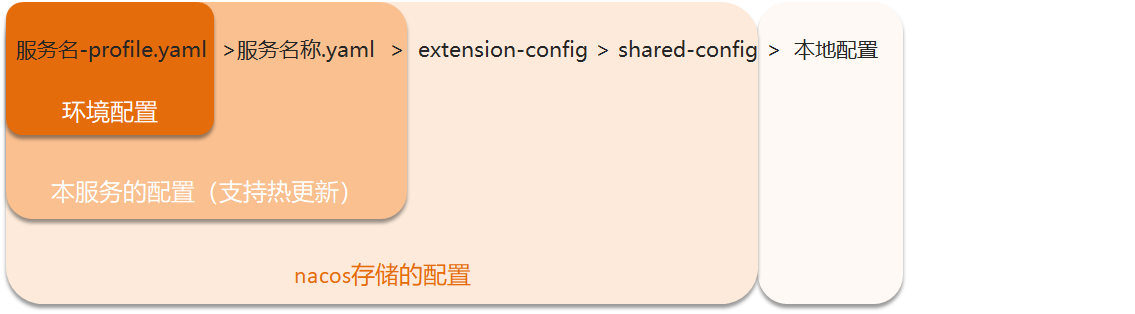 服务名-profile.yaml >服务名称.yaml > extension-config > shared-config > 本地配置
环境配置
本服务的配置（支持热更新）
nacos存储的配置